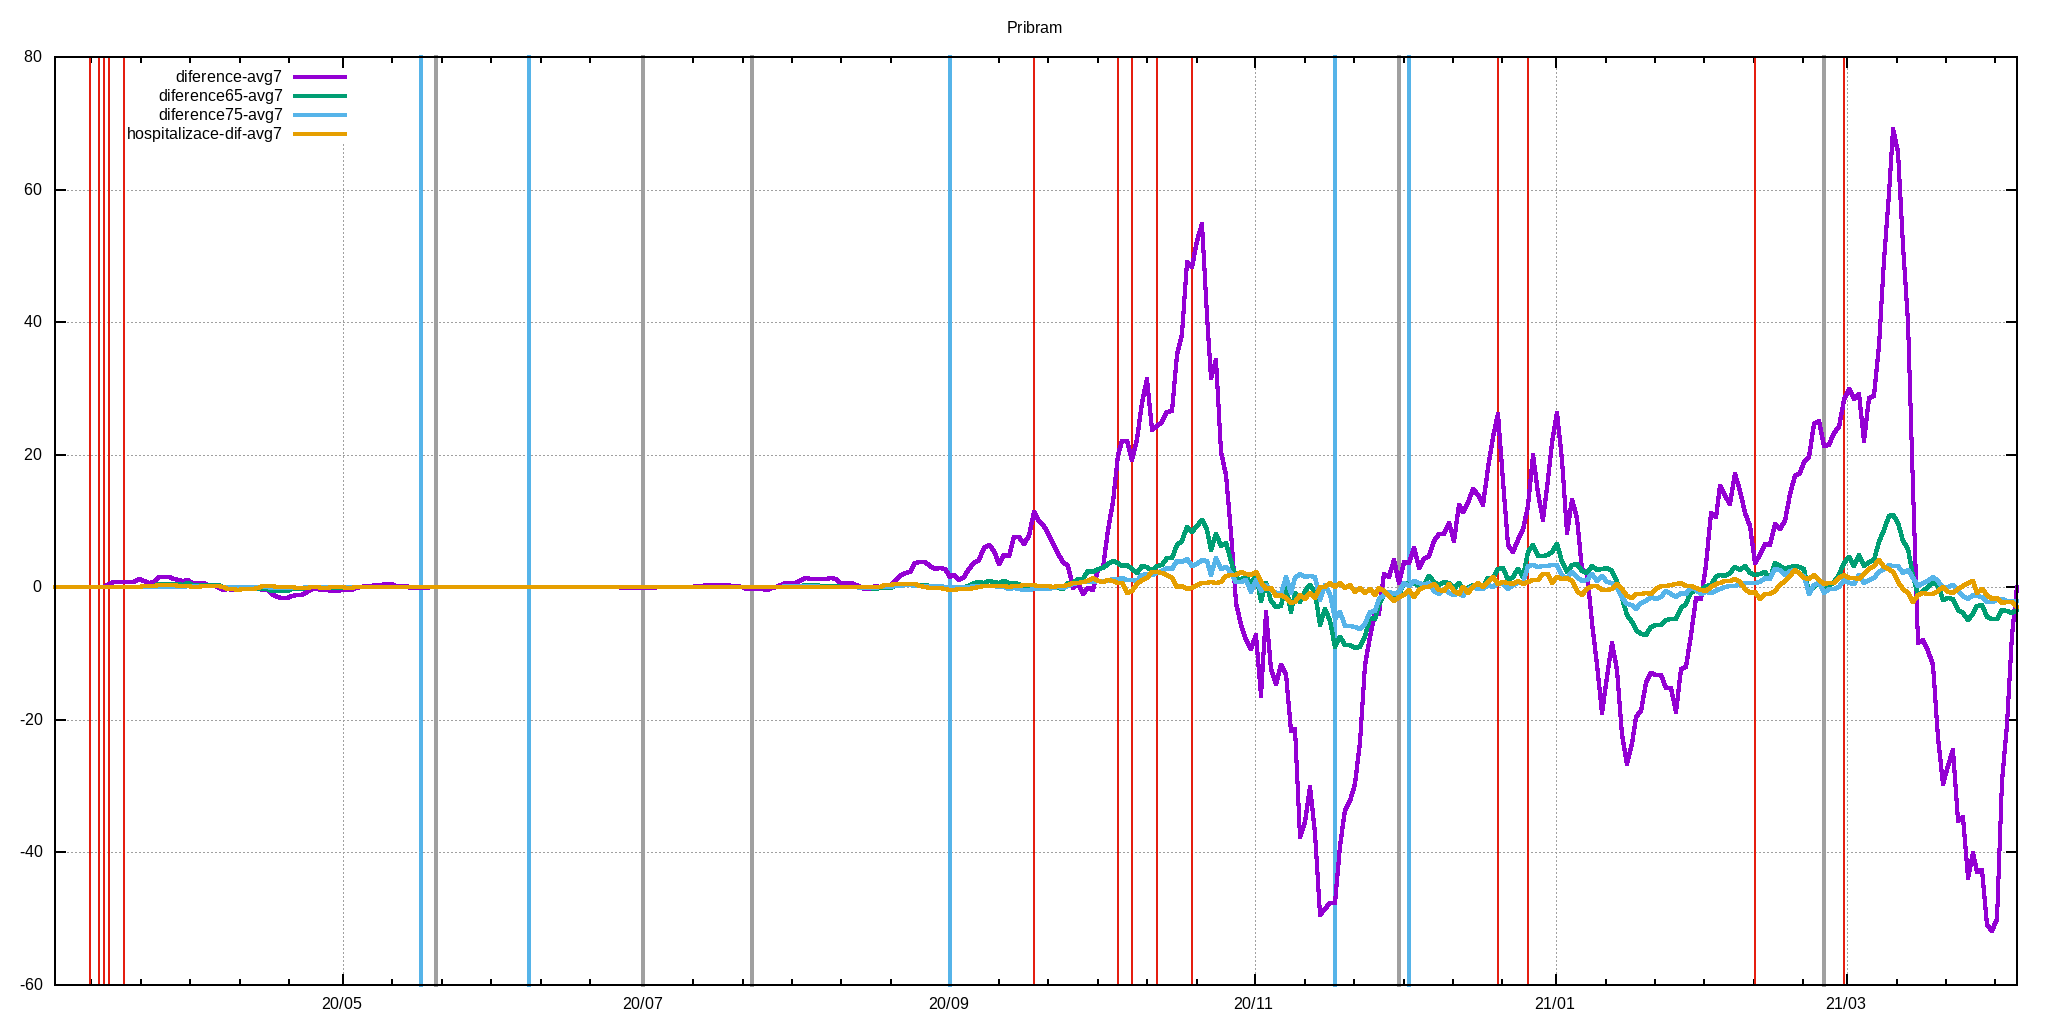 Pribram
80
diference-avg7
diference65-avg7
diference75-avg7
hospitalizace-dif-avg7
60
40
20
0
-20
-40
-60
20/05 20/07 20/09 20/11 21/01 21/03